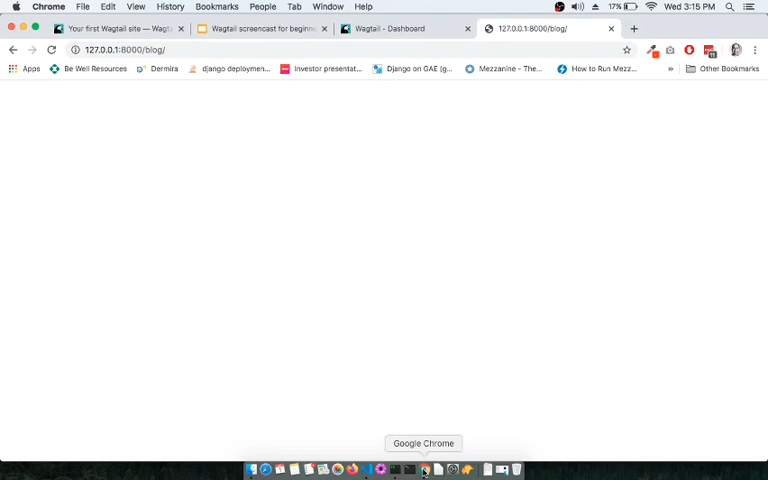 Chrome File Edit View History Bookmarks People Tab Window Help 17% Wed 3:15 PM
Your first Wagtail site — Wagta Wagtail screencast for beginne Wagtail - Dashboard 127.0.0.1:8000/blog/
127.0.0.1:8000/blog/
Apps Be Well Resources Dermira django deploymen... Investor presentat... Django on GAE (g... Mezzanine - The... How to Run Mezz... » Other Bookmarks
Google Chrome